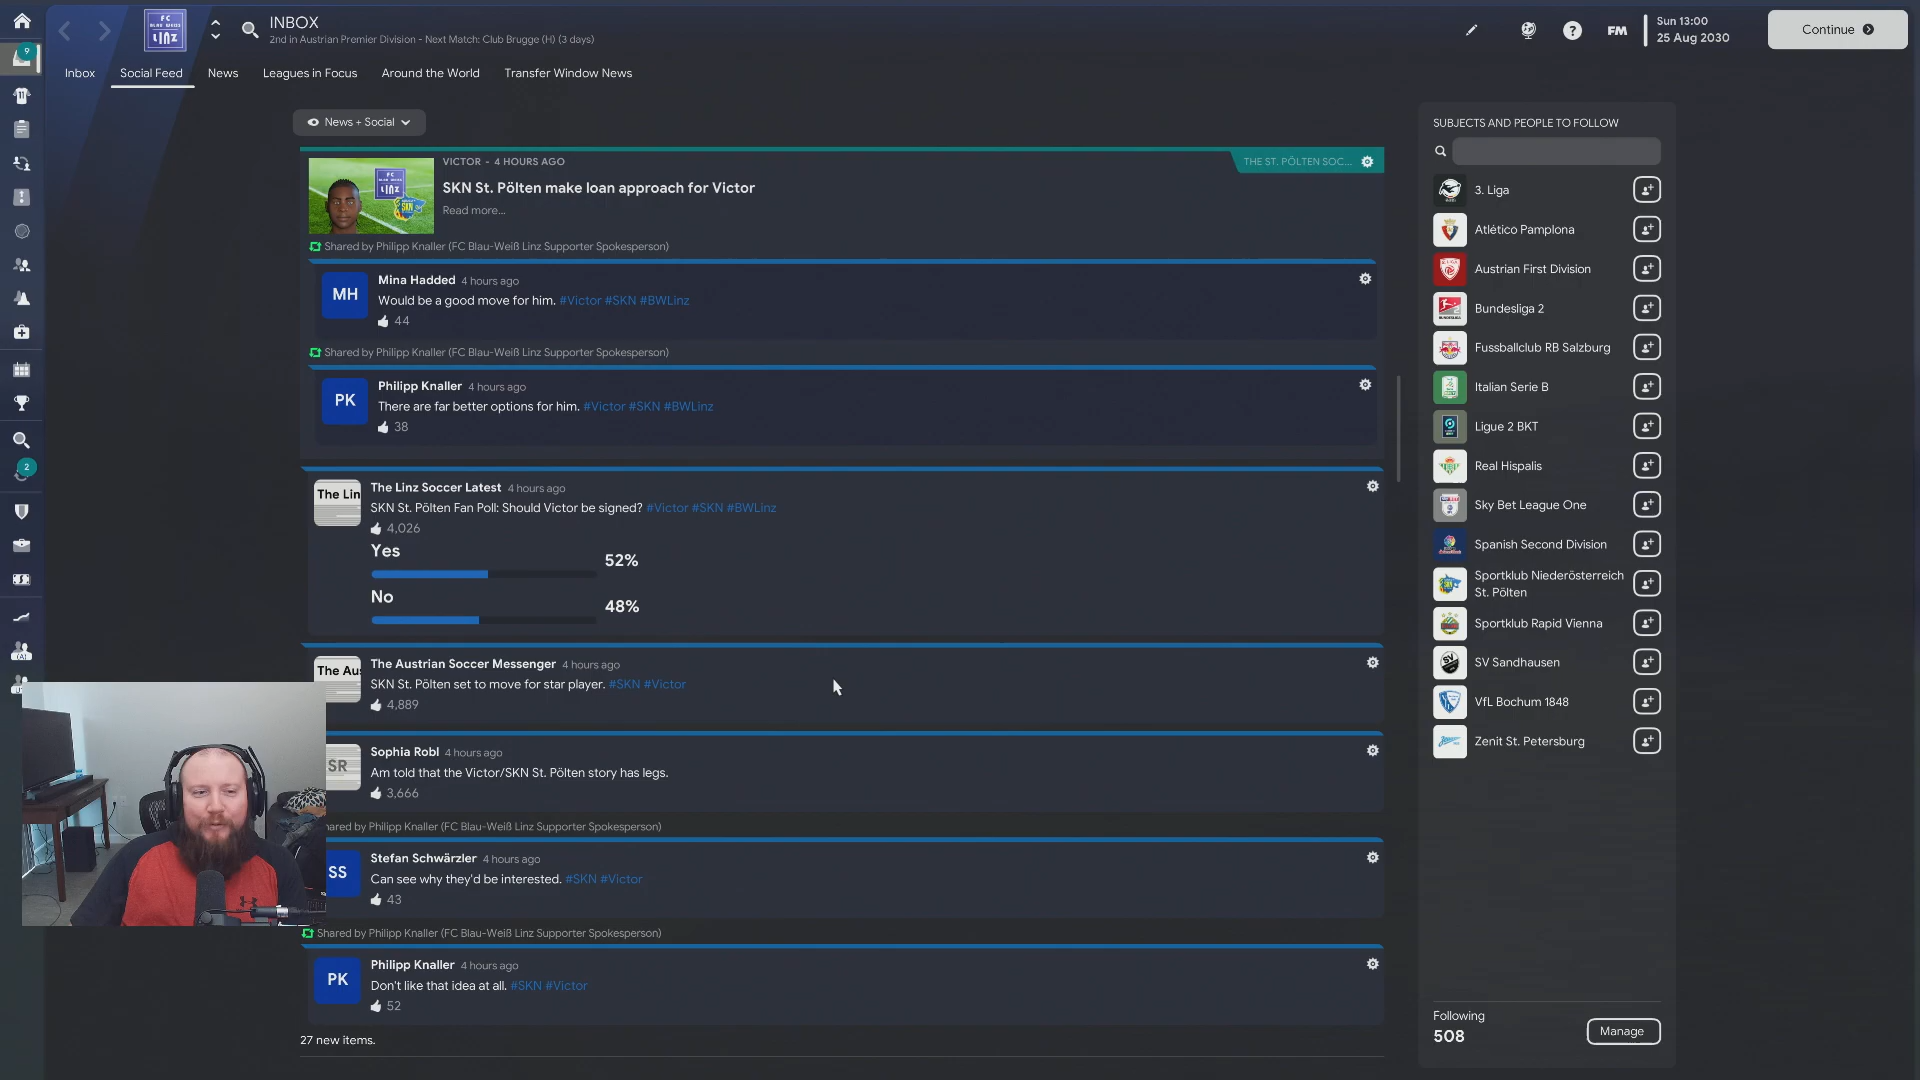 INBOX
2nd in Austrian Premier Division - Next Match: Club Brugge (H) (3 days)
FM
Sun 13:00
25 Aug 2030
Continue
9
Inbox
Social Feed
News
Leagues in Focus
Around the World
Transfer Window News
News + Social
VICTOR - 4 HOURS AGO
THE ST. PÖLTEN SOC...
SKN St. Pölten make loan approach for Victor
Read more...
Shared by Philipp Knaller (FC Blau-Weiß Linz Supporter Spokesperson)
MH
Mina Hadded 4 hours ago
Would be a good move for him. #Victor #SKN #BWLinz
44
Shared by Philipp Knaller (FC Blau-Weiß Linz Supporter Spokesperson)
PK
Philipp Knaller 4 hours ago
There are far better options for him. #Victor #SKN #BWLinz
38
2
The Lin
The Linz Soccer Latest 4 hours ago
SKN St. Pölten Fan Poll: Should Victor be signed? #Victor #SKN #BWLinz
4,026
Yes
52%
No
48%
The Aus
The Austrian Soccer Messenger 4 hours ago
SKN St. Pölten set to move for star player. #SKN #Victor
4,889
SR
Sophia Robl 4 hours ago
Am told that the Victor/SKN St. Pölten story has legs.
3,666
hared by Philipp Knaller (FC Blau-Weiß Linz Supporter Spokesperson)
SS
Stefan Schwärzler 4 hours ago
Can see why they'd be interested. #SKN #Victor
43
Shared by Philipp Knaller (FC Blau-Weiß Linz Supporter Spokesperson)
PK
Philipp Knaller 4 hours ago
Don't like that idea at all. #SKN #Victor
52
27 new items.
SUBJECTS AND PEOPLE TO FOLLOW
3. Liga
Atlético Pamplona
Austrian First Division
Bundesliga 2
Fussballclub RB Salzburg
Italian Serie B
Ligue 2 BKT
Real Hispalis
Sky Bet League One
Spanish Second Division
Sportklub Niederösterreich
St. Pölten
Sportklub Rapid Vienna
SV Sandhausen
VfL Bochum 1848
Zenit St. Petersburg
Following
508
Manage